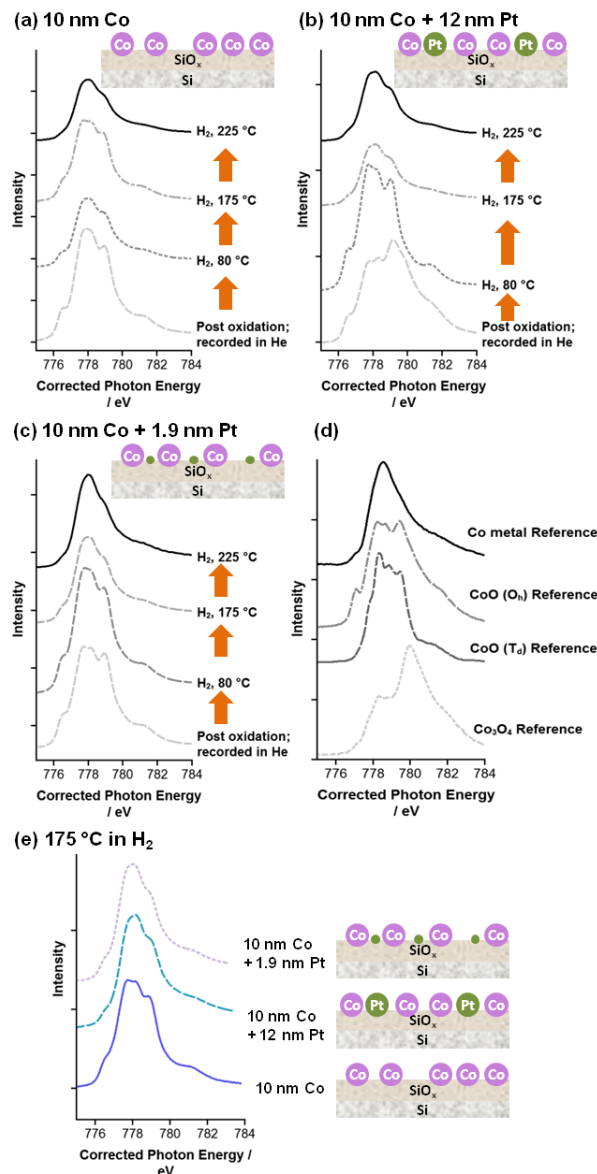 (a) 10 nm Co
Co Co Co Co Co
SiOₓ
Si
Intensity
H₂, 225 °C
H₂, 175 °C
H₂, 80 °C
Post oxidation;
recorded in He
776 778 780 782 784
Corrected Photon Energy
/ eV
(b) 10 nm Co + 12 nm Pt
Co Pt Co Co Pt Co
SiOₓ
Si
Intensity
H₂, 225 °C
H₂, 175 °C
H₂, 80 °C
Post oxidation;
recorded in He
776 778 780 782 784
Corrected Photon Energy
/ eV
(c) 10 nm Co + 1.9 nm Pt
Co Co Co Co
SiOₓ
Si
Intensity
H₂, 225 °C
H₂, 175 °C
H₂, 80 °C
Post oxidation;
recorded in He
776 778 780 782 784
Corrected Photon Energy
/ eV
(d)
Intensity
Co metal Reference
CoO (Oₕ) Reference
CoO (T_d) Reference
Co₃O₄ Reference
776 778 780 782 784
Corrected Photon Energy
/ eV
(e) 175 °C in H₂
Intensity
10 nm Co
+ 1.9 nm Pt
10 nm Co
+12 nm Pt
10 nm Co
776 778 780 782 784
Corrected Photon Energy /
eV
Co Co Co Co
SiOₓ
Si
Co Pt Co Co Pt Co
SiOₓ
Si
Co Co Co Co Co
SiOₓ
Si